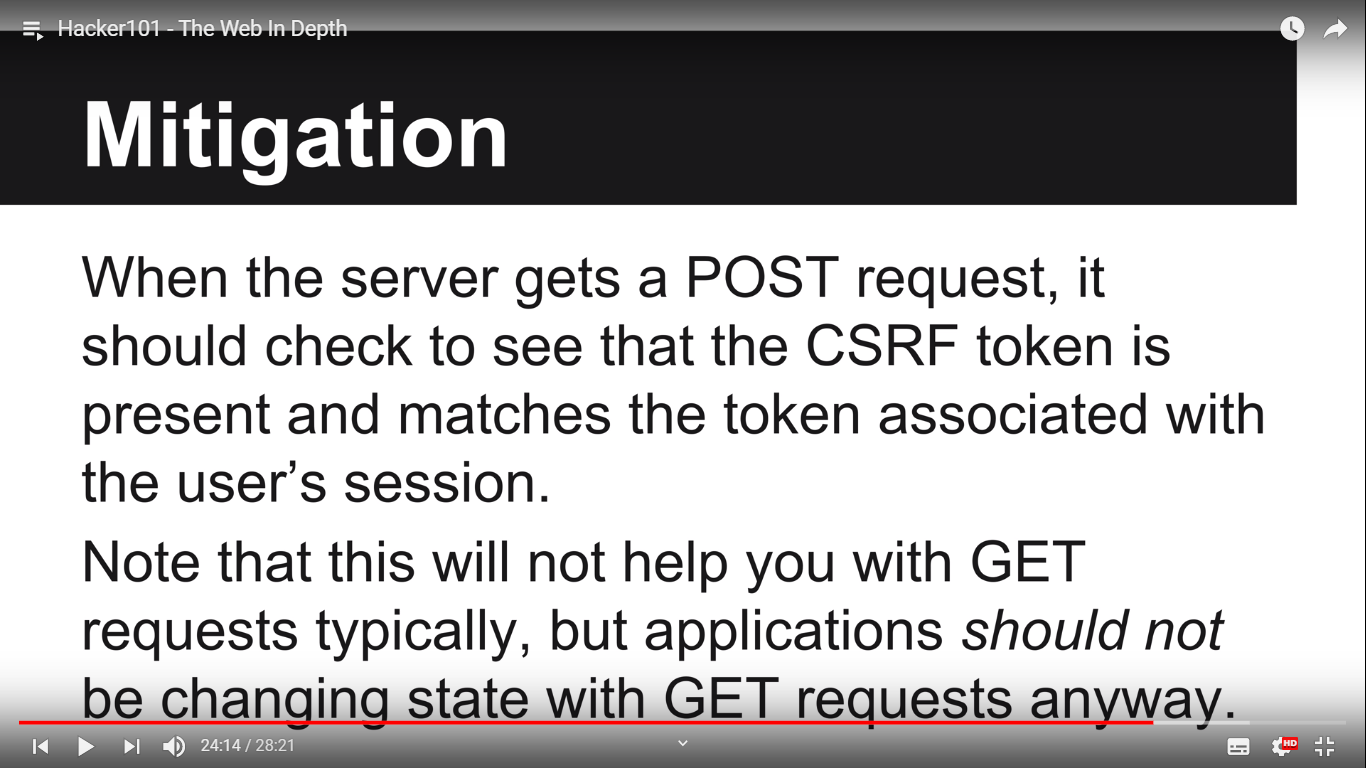 Hacker101 - The Web In Depth
Mitigation
When the server gets a POST request, it
should check to see that the CSRF token is
present and matches the token associated with
the user’s session.
Note that this will not help you with GET
requests typically, but applications should not
be changing state with GET requests anyway.
24:14 / 28:21
HD